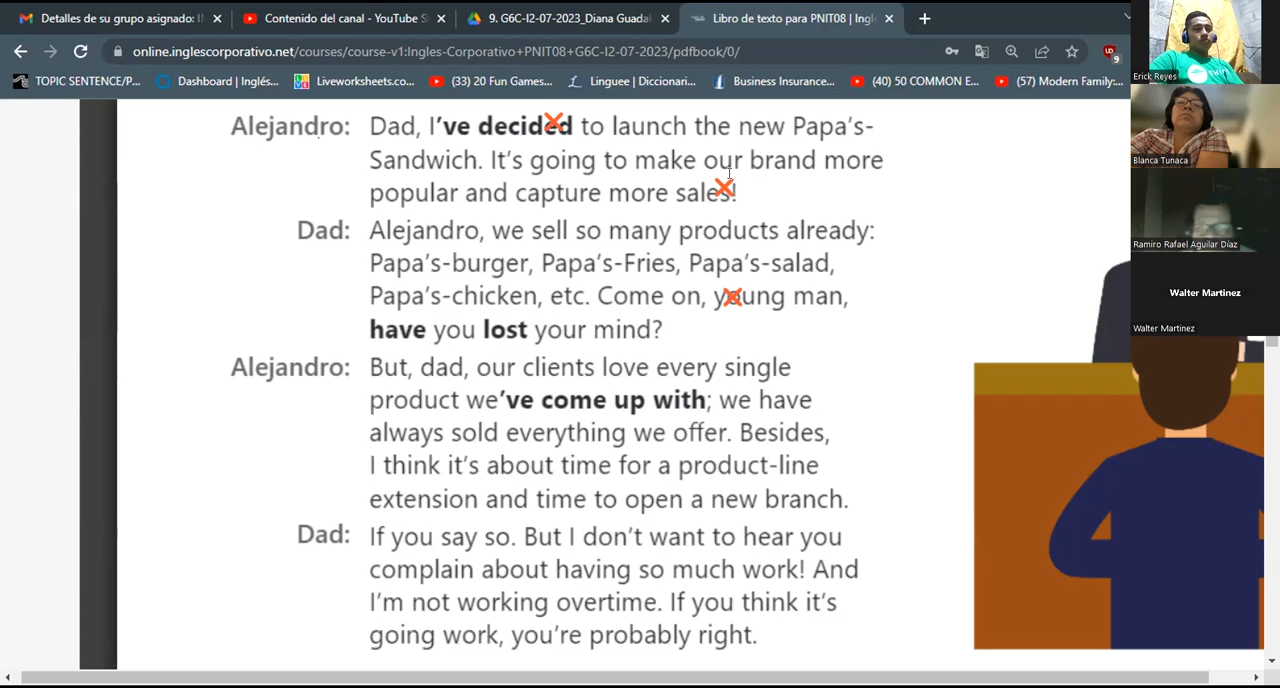 Detalles de su grupo asignado: I
Contenido del canal - YouTube S
9. G6C-I2-07-2023_Diana Guadal
Libro de texto para PNIT08 | Ingl
online.inglescorporativo.net/courses/course-v1:Ingles-Corporativo+PNIT08+G6C-I2-07-2023/pdfbook/0/
TOPIC SENTENCE/P...
Dashboard | Inglés...
Liveworksheets.co...
(33) 20 Fun Games...
Linguee | Diccionari...
Business Insurance...
(40) 50 COMMON E...
(57) Modern Family:...
9
Erick Reyes
Blanca Tunaca
Ramiro Rafael Aguilar Díaz
Walter Martinez
Walter Martinez
Alejandro: Dad, I've decided to launch the new Papa's-
Sandwich. It's going to make our brand more
popular and capture more sales!
Dad: Alejandro, we sell so many products already:
Papa's-burger, Papa's-Fries, Papa's-salad,
Papa's-chicken, etc. Come on, young man,
have you lost your mind?
Alejandro: But, dad, our clients love every single
product we've come up with; we have
always sold everything we offer. Besides,
I think it's about time for a product-line
extension and time to open a new branch.
Dad: If you say so. But I don't want to hear you
complain about having so much work! And
I'm not working overtime. If you think it's
going work, you're probably right.